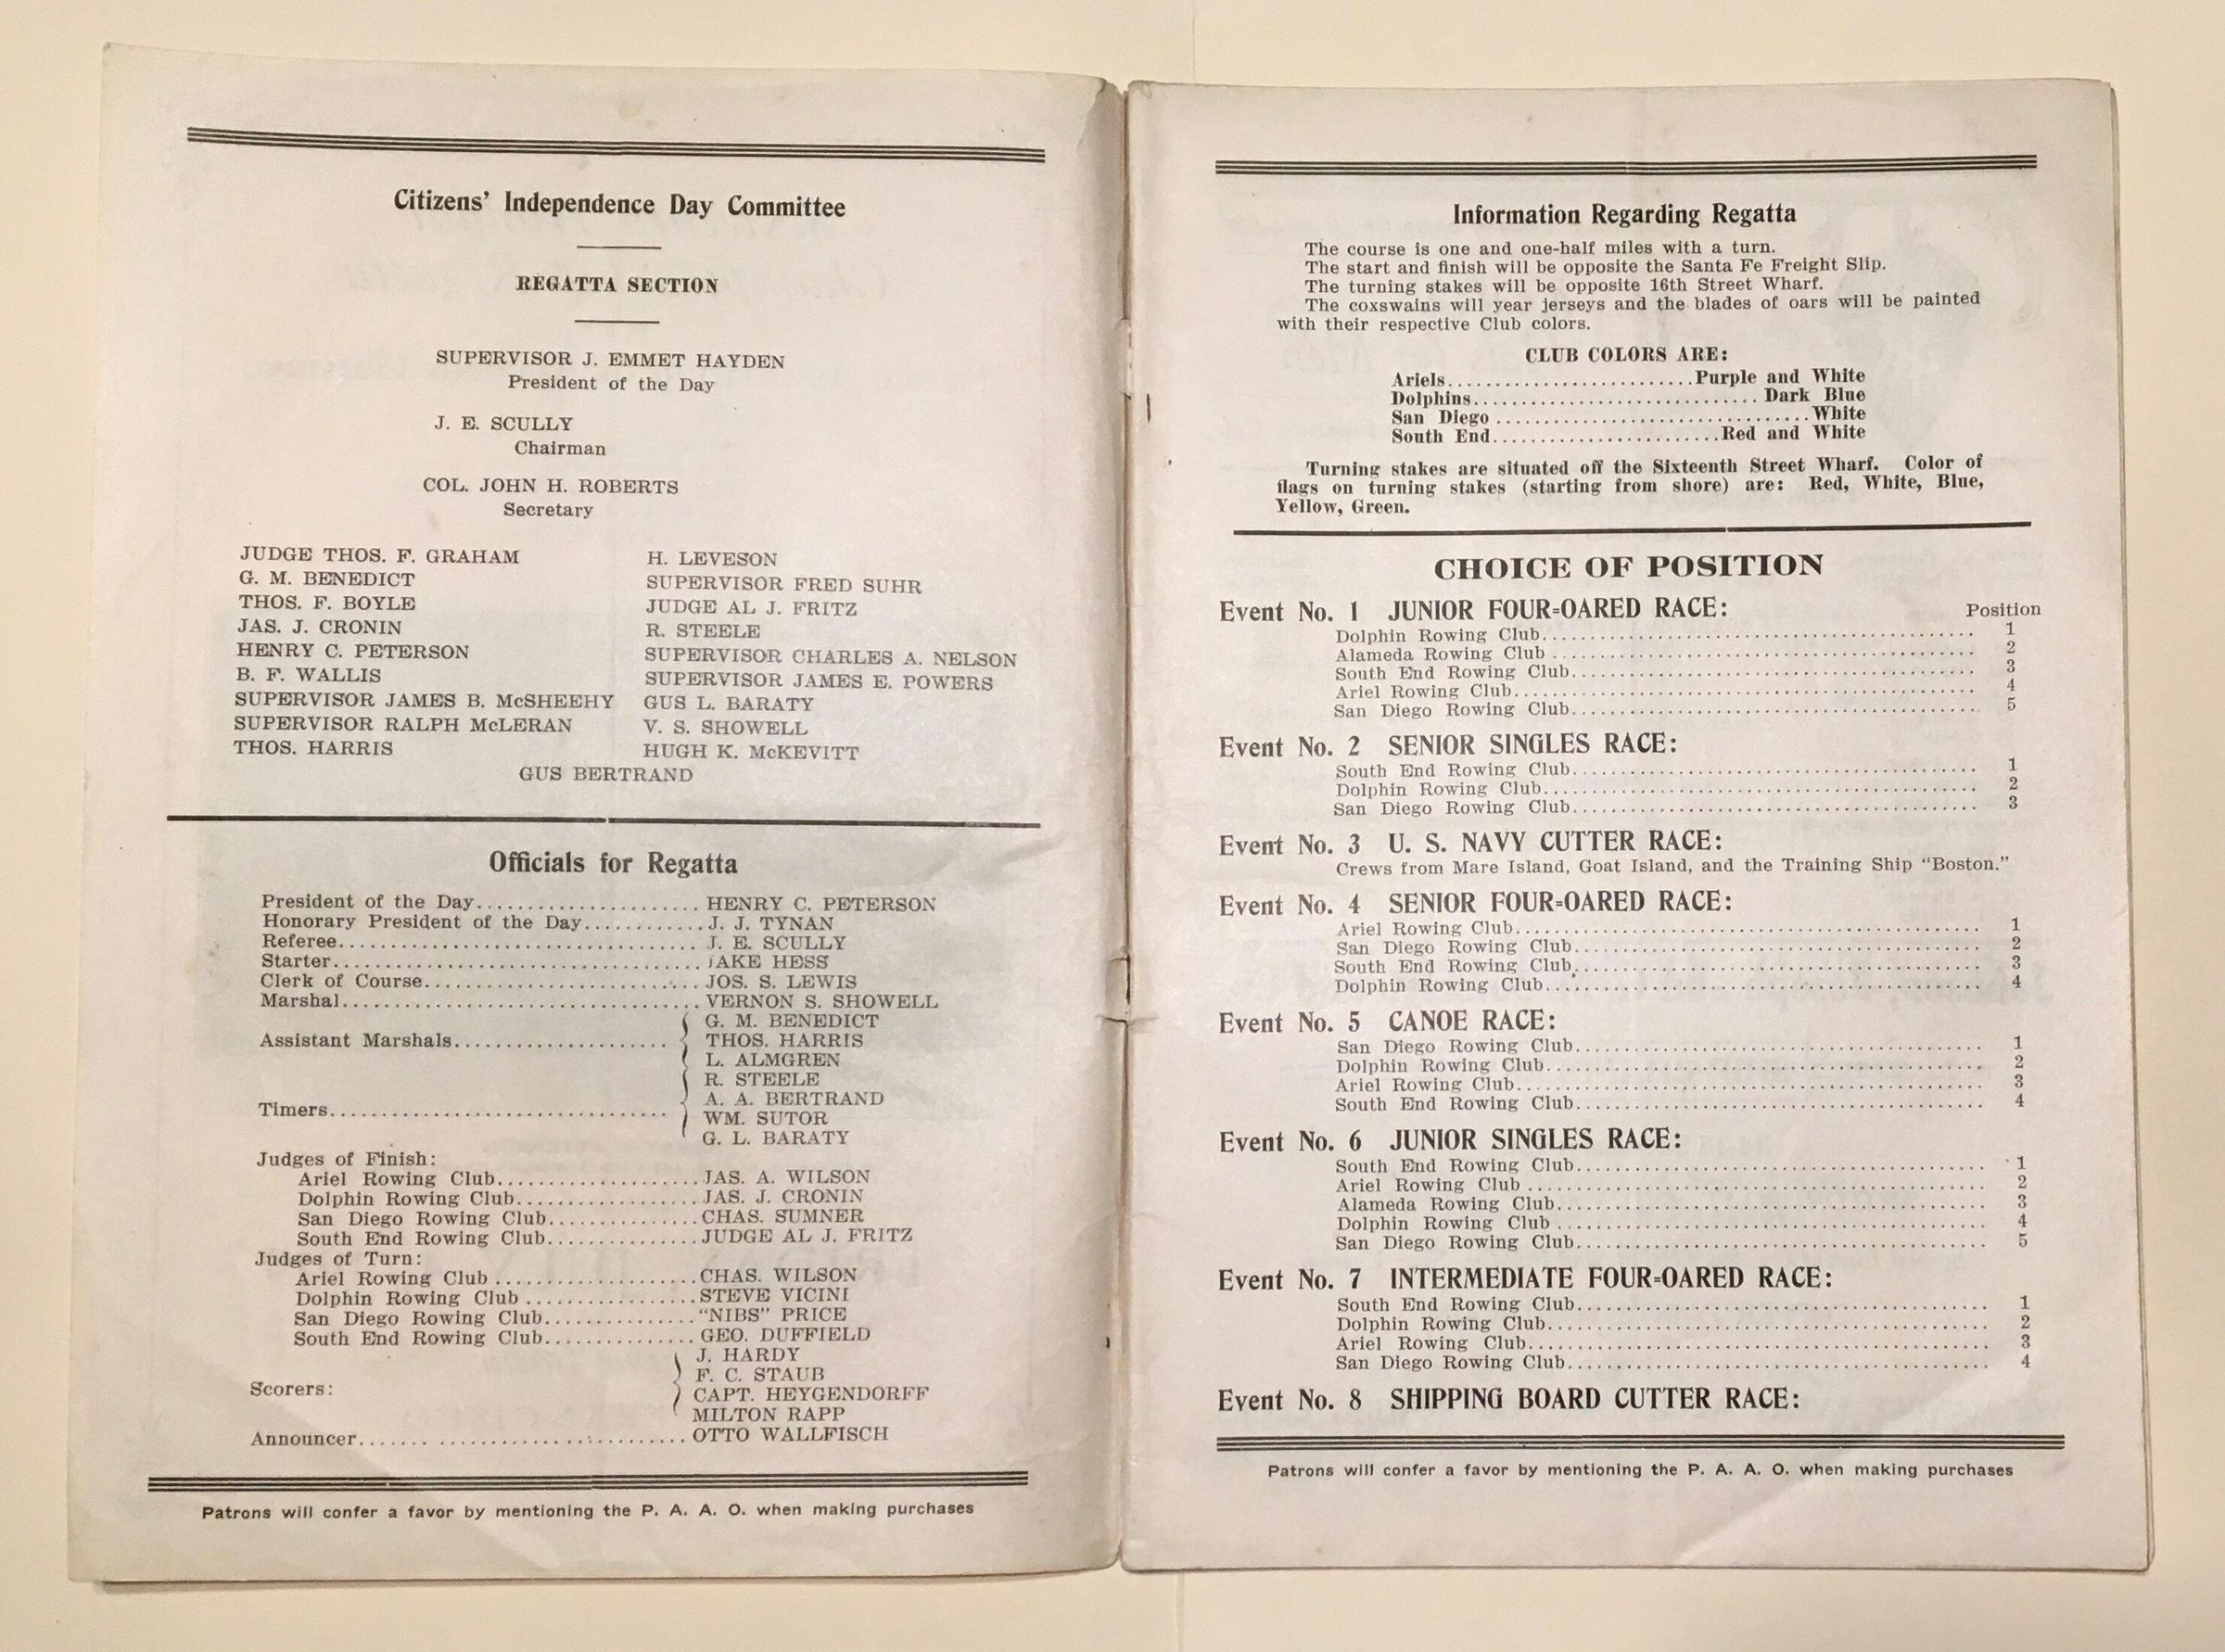 Citizens' Independence Day Committee
REGATTA SECTION
SUPERVISOR J. EMMET HAYDEN
President of the Day
J. E. SCULLY
Chairman
COL. JOHN H. ROBERTS
Secretary
JUDGE THOS. F. GRAHAM
G. M. BENEDICT
THOS. F. BOYLE
JAS. J. CRONIN
HENRY C. PETERSON
B. F. WALLIS
SUPERVISOR JAMES B. McSHEEHY
SUPERVISOR RALPH McLERAN
THOS. HARRIS
H. LEVESON
SUPERVISOR FRED SUHR
JUDGE AL J. FRITZ
R. STEELE
SUPERVISOR CHARLES A. NELSON
SUPERVISOR JAMES E. POWERS
GUS L. BARATY
V. S. SHOWELL
HUGH K. McKEVITT
GUS BERTRAND
Officials for Regatta
President of the Day...................... HENRY C. PETERSON
Honorary President of the Day............ J. J. TYNAN
Referee................................... J. E. SCULLY
Starter.................................... JAKE HESS
Clerk of Course........................... JOS. S. LEWIS
Marshal................................... VERNON S. SHOWELL
G. M. BENEDICT
Assistant Marshals..................... THOS. HARRIS
L. ALMGREN
R. STEELE
A. A. BERTRAND
Timers................................. WM. SUTOR
G. L. BARATY
Judges of Finish:
Ariel Rowing Club....................JAS. A. WILSON
Dolphin Rowing Club..................JAS. J. CRONIN
San Diego Rowing Club...............CHAS. SUMNER
South End Rowing Club...............JUDGE AL J. FRITZ
Judges of Turn:
Ariel Rowing Club ....................CHAS. WILSON
Dolphin Rowing Club .................STEVE VICINI
San Diego Rowing Club..............."NIBS" PRICE
South End Rowing Club...............GEO. DUFFIELD
J. HARDY
F. C. STAUB
Scorers: CAPT. HEYGENDORFF
MILTON RAPP
Announcer....... ......................... OTTO WALLFISCH
Patrons will confer a favor by mentioning the P. A. A. O. when making purchases
Information Regarding Regatta
The course is one and one-half miles with a turn.
The start and finish will be opposite the Santa Fe Freight Slip.
The turning stakes will be opposite 16th Street Wharf.
The coxswains will year jerseys and the blades of oars will be painted
with their respective Club colors.
CLUB COLORS ARE:
Ariels.........................Purple and White
Dolphins............................. Dark Blue
San Diego ................................White
South End.......................Red and White
Turning stakes are situated off the Sixteenth Street Wharf. Color of
flags on turning stakes (starting from shore) are: Red, White, Blue,
Yellow, Green.
CHOICE OF POSITION
Event No. 1 JUNIOR FOUR-OARED RACE: Position
Dolphin Rowing Club............................................. 1
Alameda Rowing Club ............................................ 2
South End Rowing Club.......................................... 3
Ariel Rowing Club................................................ 4
San Diego Rowing Club.......................................... 5
Event No. 2 SENIOR SINGLES RACE:
South End Rowing Club.......................................... 1
Dolphin Rowing Club............................................. 2
San Diego Rowing Club.......................................... 3
Event No. 3 U. S. NAVY CUTTER RACE:
Crews from Mare Island, Goat Island, and the Training Ship "Boston."
Event No. 4 SENIOR FOUR-OARED RACE:
Ariel Rowing Club................................................ 1
San Diego Rowing Club.......................................... 2
South End Rowing Club.......................................... 3
Dolphin Rowing Club............................................. 4
Event No. 5 CANOE RACE:
San Diego Rowing Club.......................................... 1
Dolphin Rowing Club............................................. 2
Ariel Rowing Club................................................ 3
South End Rowing Club.......................................... 4
Event No. 6 JUNIOR SINGLES RACE:
South End Rowing Club.......................................... 1
Ariel Rowing Club ............................................... 2
Alameda Rowing Club............................................ 3
Dolphin Rowing Club ............................................ 4
San Diego Rowing Club.......................................... 5
Event No. 7 INTERMEDIATE FOUR-OARED RACE:
South End Rowing Club.......................................... 1
Dolphin Rowing Club............................................. 2
Ariel Rowing Club................................................ 3
San Diego Rowing Club.......................................... 4
Event No. 8 SHIPPING BOARD CUTTER RACE:
Patrons will confer a favor by mentioning the P. A. A. O. when making purchases